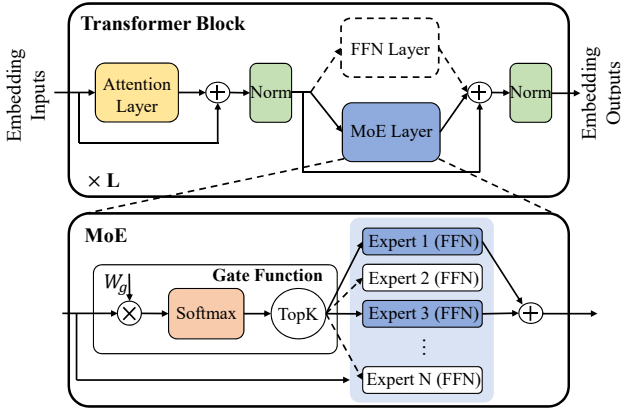 Transformer Block
Embedding
Inputs
Attention
Layer
+
Norm
FFN Layer
MoE Layer
+
Norm
Embedding
Outputs
× L
MoE
Gate Function
W_g
×
Softmax
TopK
Expert 1 (FFN)
Expert 2 (FFN)
Expert 3 (FFN)
⋮
Expert N (FFN)
+